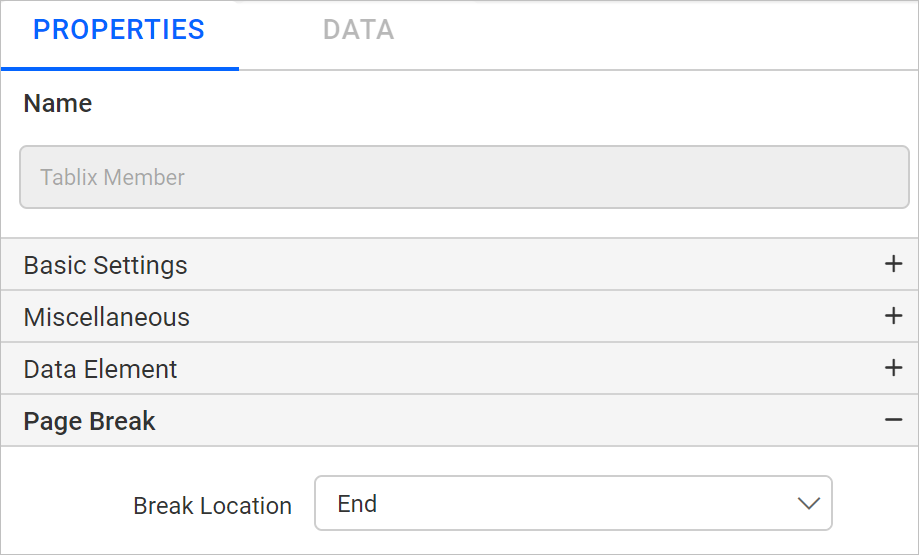 PROPERTIES DATA
Name
Tablix Member
Basic Settings
Miscellaneous
Data Element
Page Break
Break Location End